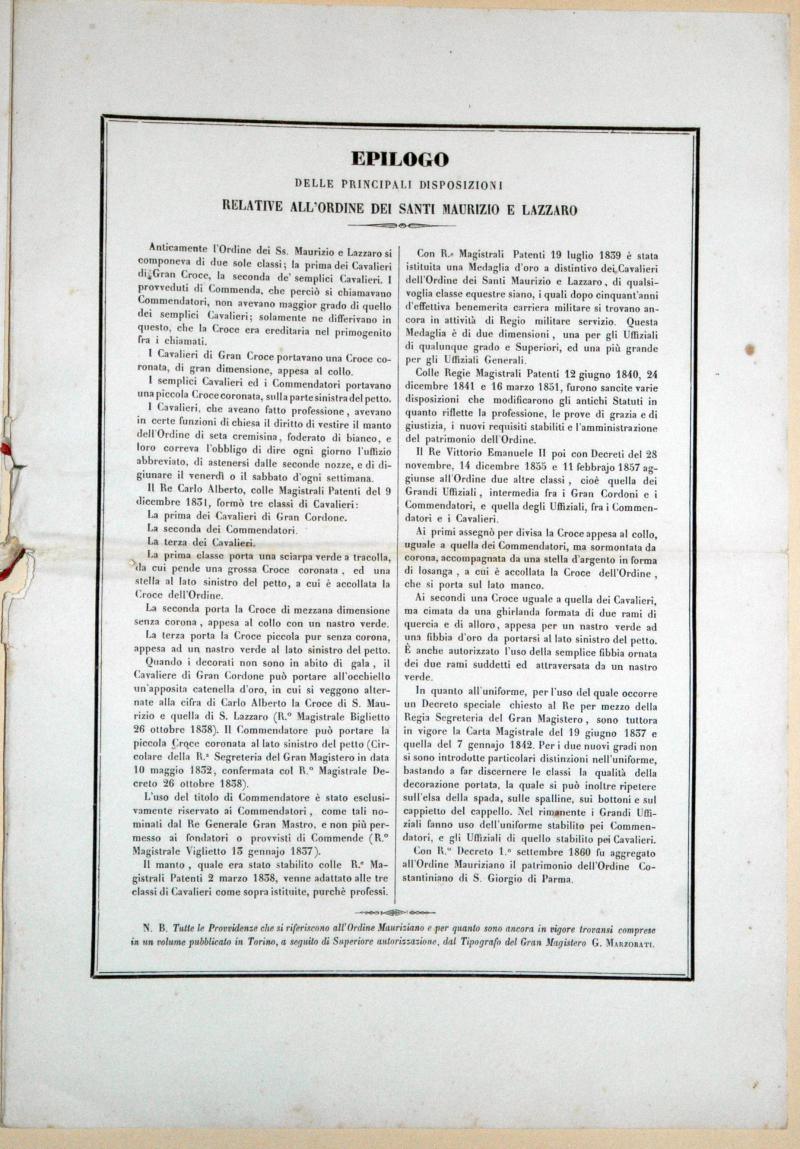 EPILOGO
DELLE PRINCIPALI DISPOSIZIONI
RELATIVE ALL'ORDINE DEI SANTI MAURIZIO E LAZZARO
Anticamente l'Ordine dei Ss. Maurizio e Lazzaro si
componeva di due sole classi; la prima dei Cavalieri
di Gran Croce, la seconda de' semplici Cavalieri. I
provveduti di Commenda, che perciò si chiamavano
Commendatori, non avevano maggior grado di quello
dei semplici Cavalieri; solamente ne differivano in
questo, che la Croce era ereditaria nel primogenito
fra i chiamati.
I Cavalieri di Gran Croce portavano una Croce co-
ronata, di gran dimensione, appesa al collo.
I semplici Cavalieri ed i Commendatori portavano
una piccola Croce coronata, sulla parte sinistra del petto.
I Cavalieri, che aveano fatto professione, avevano
in certe funzioni di chiesa il diritto di vestire il manto
dell'Ordine di seta cremisina, foderato di bianco, e
loro correva l'obbligo di dire ogni giorno l'uffizio
abbreviato, di astenersi dalle seconde nozze, e di di-
giunare il venerdì o il sabbato d'ogni settimana.
Il Re Carlo Alberto, colle Magistrali Patenti del 9
dicembre 1831, formò tre classi di Cavalieri:
La prima dei Cavalieri di Gran Cordone.
La seconda dei Commendatori.
La terza dei Cavalieri.
La prima classe porta una sciarpa verde a tracolla,
da cui pende una grossa Croce coronata, ed una
stella al lato sinistro del petto, a cui è accollata la
Croce dell'Ordine.
La seconda porta la Croce di mezzana dimensione
senza corona, appesa al collo con un nastro verde.
La terza porta la Croce piccola pur senza corona,
appesa ad un nastro verde al lato sinistro del petto.
Quando i decorati non sono in abito di gala, il
Cavaliere di Gran Cordone può portare all'occhiello
un'apposita catenella d'oro, in cui si veggono alter-
nate alla cifra di Carlo Alberto la Croce di S. Mau-
rizio e quella di S. Lazzaro (R.º Magistrale Biglietto
26 ottobre 1838). Il Commendatore può portare la
piccola Croce coronata al lato sinistro del petto (Cir-
colare della R.ª Segreteria del Gran Magistero in data
10 maggio 1832, confermata col R.º Magistrale De-
creto 26 ottobre 1838).
L'uso del titolo di Commendatore è stato esclusi-
vamente riservato ai Commendatori, come tali no-
minati dal Re Generale Gran Mastro, e non più per-
messo ai fondatori o provvisti di Commende (R.º
Magistrale Viglietto 13 gennajo 1837).
Il manto, quale era stato stabilito colle R.e Ma-
gistrali Patenti 2 marzo 1838, venne adattato alle tre
classi di Cavalieri come sopra istituite, purchè professi.
Con R.e Magistrali Patenti 19 luglio 1839 è stata
istituita una Medaglia d'oro a distintivo dei Cavalieri
dell'Ordine dei Santi Maurizio e Lazzaro, di qualsi-
voglia classe equestre siano, i quali dopo cinquant'anni
d'effettiva benemerita carriera militare si trovano an-
cora in attività di Regio militare servizio. Questa
Medaglia è di due dimensioni, una per gli Uffiziali
di qualunque grado e Superiori, ed una più grande
per gli Uffiziali Generali.
Colle Regie Magistrali Patenti 12 giugno 1840, 24
dicembre 1841 e 16 marzo 1851, furono sancite varie
disposizioni che modificarono gli antichi Statuti in
quanto riflette la professione, le prove di grazia e di
giustizia, i nuovi requisiti stabiliti e l'amministrazione
del patrimonio dell'Ordine.
Il Re Vittorio Emanuele II poi con Decreti del 28
novembre, 14 dicembre 1855 e 11 febbrajo 1857 ag-
giunse all'Ordine due altre classi, cioè quella dei
Grandi Uffiziali, intermedia fra i Gran Cordoni e i
Commendatori, e quella degli Uffiziali, fra i Commen-
datori e i Cavalieri.
Ai primi assegnò per divisa la Croce appesa al collo,
uguale a quella dei Commendatori, ma sormontata da
corona, accompagnata da una stella d'argento in forma
di losanga, a cui è accollata la Croce dell'Ordine,
che si porta sul lato manco.
Ai secondi una Croce uguale a quella dei Cavalieri,
ma cimata da una ghirlanda formata di due rami di
quercia e di alloro, appesa per un nastro verde ad
una fibbia d'oro da portarsi al lato sinistro del petto.
È anche autorizzato l'uso della semplice fibbia ornata
dei due rami suddetti ed attraversata da un nastro
verde.
In quanto all'uniforme, per l'uso del quale occorre
un Decreto speciale chiesto al Re per mezzo della
Regia Segreteria del Gran Magistero, sono tuttora
in vigore la Carta Magistrale del 19 giugno 1837 e
quella del 7 gennajo 1842. Per i due nuovi gradi non
si sono introdotte particolari distinzioni nell'uniforme,
bastando a far discernere le classi la qualità della
decorazione portata, la quale si può inoltre ripetere
sull'elsa della spada, sulle spalline, sui bottoni e sul
cappietto del cappello. Nel rimanente i Grandi Uffi-
ziali fanno uso dell'uniforme stabilito pei Commen-
datori, e gli Uffiziali di quello stabilito pei Cavalieri.
Con R.º Decreto 1.º settembre 1860 fu aggregato
all'Ordine Mauriziano il patrimonio dell'Ordine Co-
stantiniano di S. Giorgio di Parma.
N. B. Tutte le Provvidenze che si riferiscono all'Ordine Mauriziano e per quanto sono ancora in vigore trovansi comprese
in un volume pubblicato in Torino, a seguito di Superiore autorizzazione, dal Tipografo del Gran Magistero G. MARZORATI.